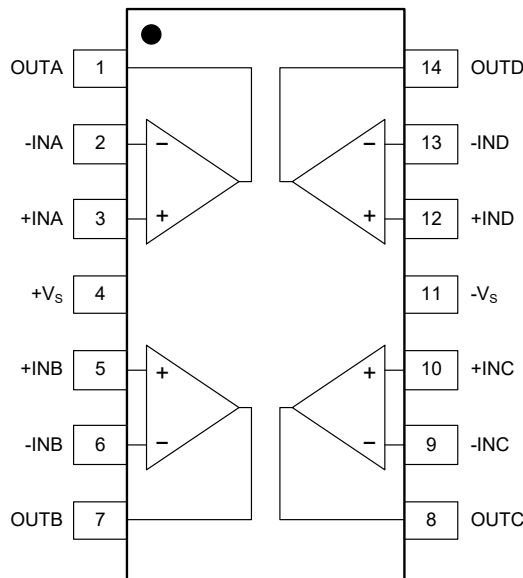 OUTA 1 14 OUTD
-INA 2 − − 13 -IND
+INA 3 + + 12 +IND
+VS 4 11 -VS
+INB 5 + + 10 +INC
-INB 6 − − 9 -INC
OUTB 7 8 OUTC